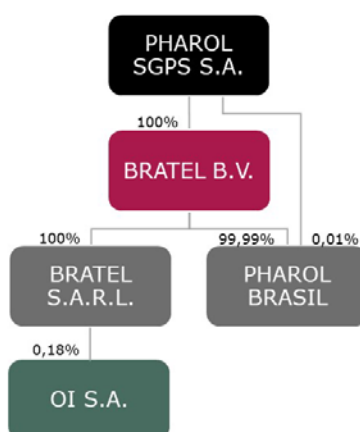 PHAROL
SGPS S.A.
100%
BRATEL B.V.
100%
99,99%
0,01%
BRATEL
S.A.R.L.
PHAROL
BRASIL
0,18%
OI S.A.